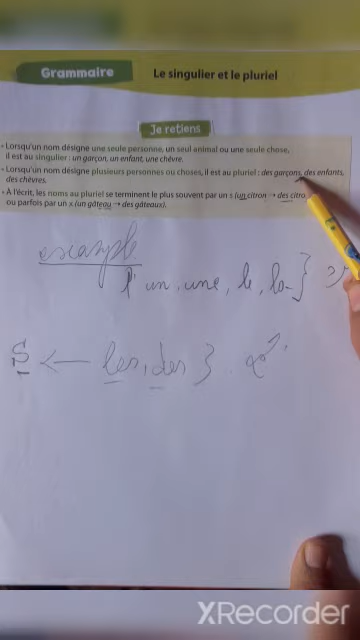 Grammaire Le singulier et le pluriel
Je retiens
• Lorsqu'un nom désigne une seule personne, un seul animal ou une seule chose,
il est au singulier : un garçon, un enfant, une chèvre.
• Lorsqu'un nom désigne plusieurs personnes ou choses, il est au pluriel : des garçons, des enfants,
des chèvres.
• À l'écrit, les noms au pluriel se terminent le plus souvent par un s (un citron → des citro
ou parfois par un x (un gâteau → des gâteaux).
l' un, une, le, la }
S ← les, des }
XRecorder